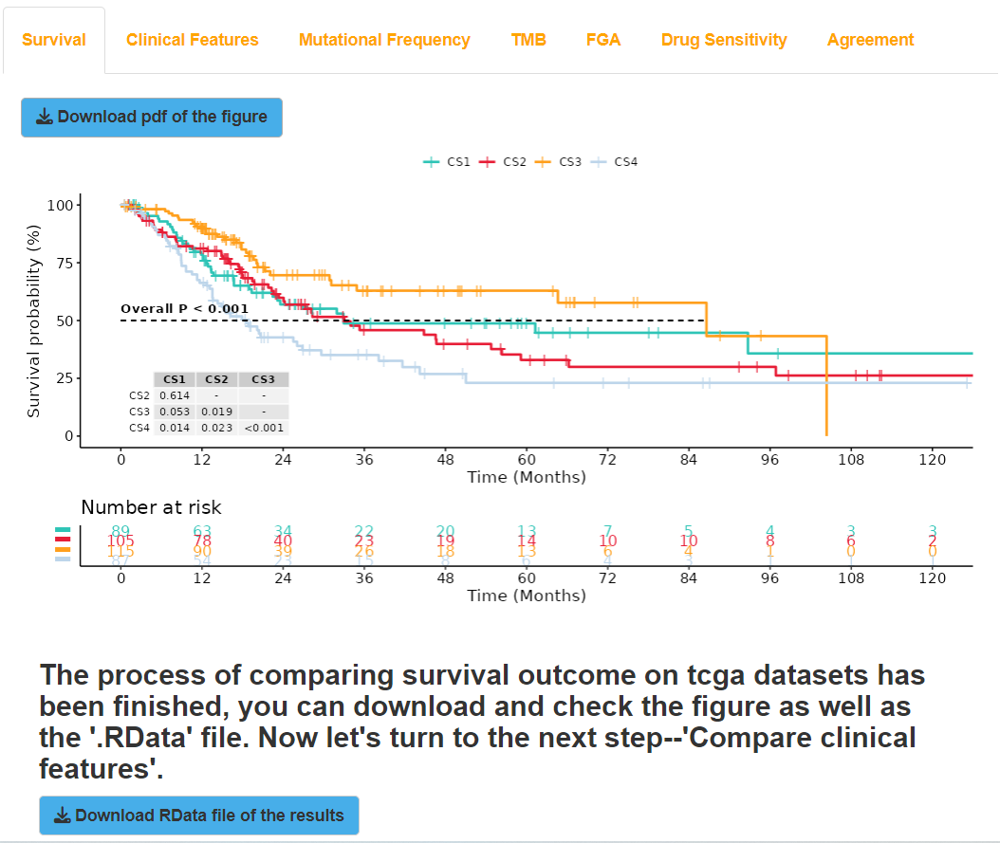 Survival Clinical Features Mutational Frequency TMB FGA Drug Sensitivity Agreement
Download pdf of the figure
CS1 CS2 CS3 CS4
Survival probability (%)
100
75
50
25
0
Overall P < 0.001
CS1 CS2 CS3
CS2 0.614 - -
CS3 0.053 0.019 -
CS4 0.014 0.023 <0.001
0 12 24 36 48 60 72 84 96 108 120
Time (Months)
Number at risk
89 63 34 22 20 13 7 5 4 3 3
105 78 40 23 19 14 10 10 8 6 2
115 90 39 26 18 13 6 4 1 0 0
87 54 23 15 8 6 4 3 1 1 1
0 12 24 36 48 60 72 84 96 108 120
Time (Months)
The process of comparing survival outcome on tcga datasets has
been finished, you can download and check the figure as well as
the '.RData' file. Now let's turn to the next step--'Compare clinical
features'.
Download RData file of the results